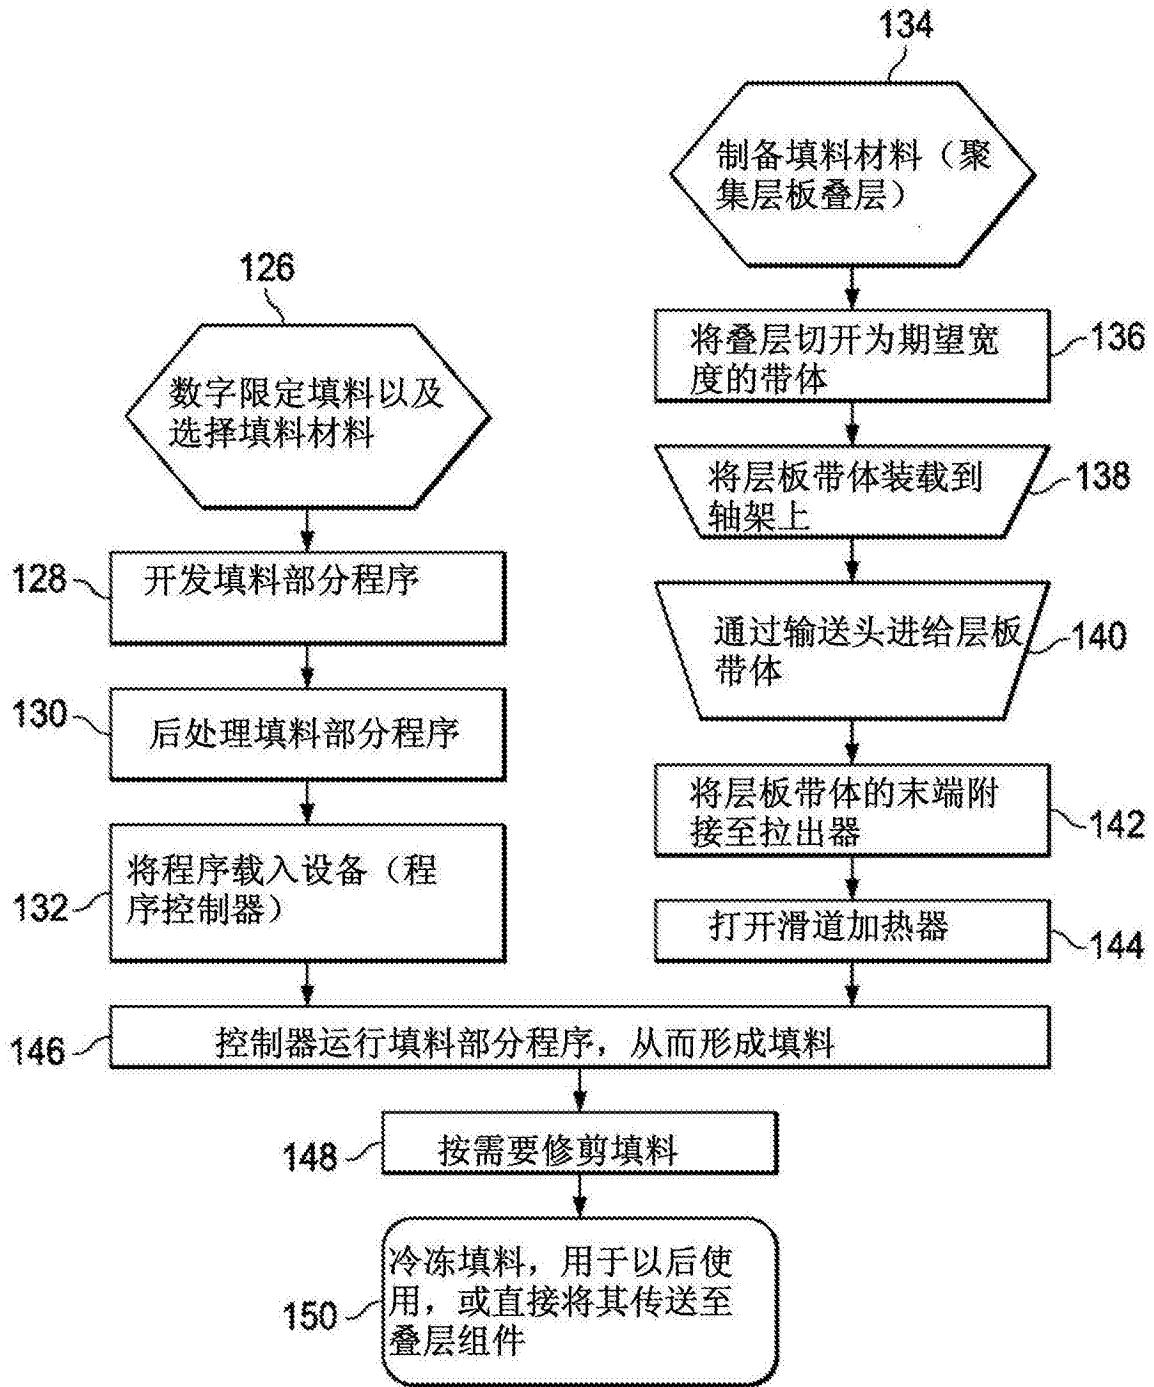 134
制备填料材料（聚
集层板叠层）
126
数字限定填料以及
选择填料材料
将叠层切开为期望宽
度的带体
136
将层板带体装载到
轴架上
138
128
开发填料部分程序
通过输送头进给层板
带体
140
130
后处理填料部分程序
将层板带体的末端附
接至拉出器
142
132
将程序载入设备（程
序控制器）
打开滑道加热器
144
146
控制器运行填料部分程序，从而形成填料
148
按需要修剪填料
150
冷冻填料，用于以后使
用，或直接将其传送至
叠层组件